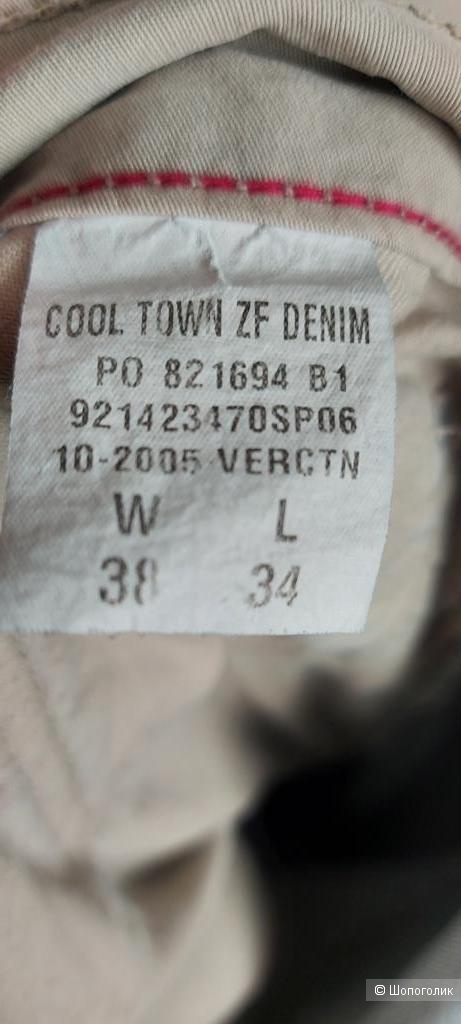 COOL TOWN ZF DENIM
PO 821694 B1
921423470SP06
10-2005 VERCTN
W L
38 34
© Шопоголик